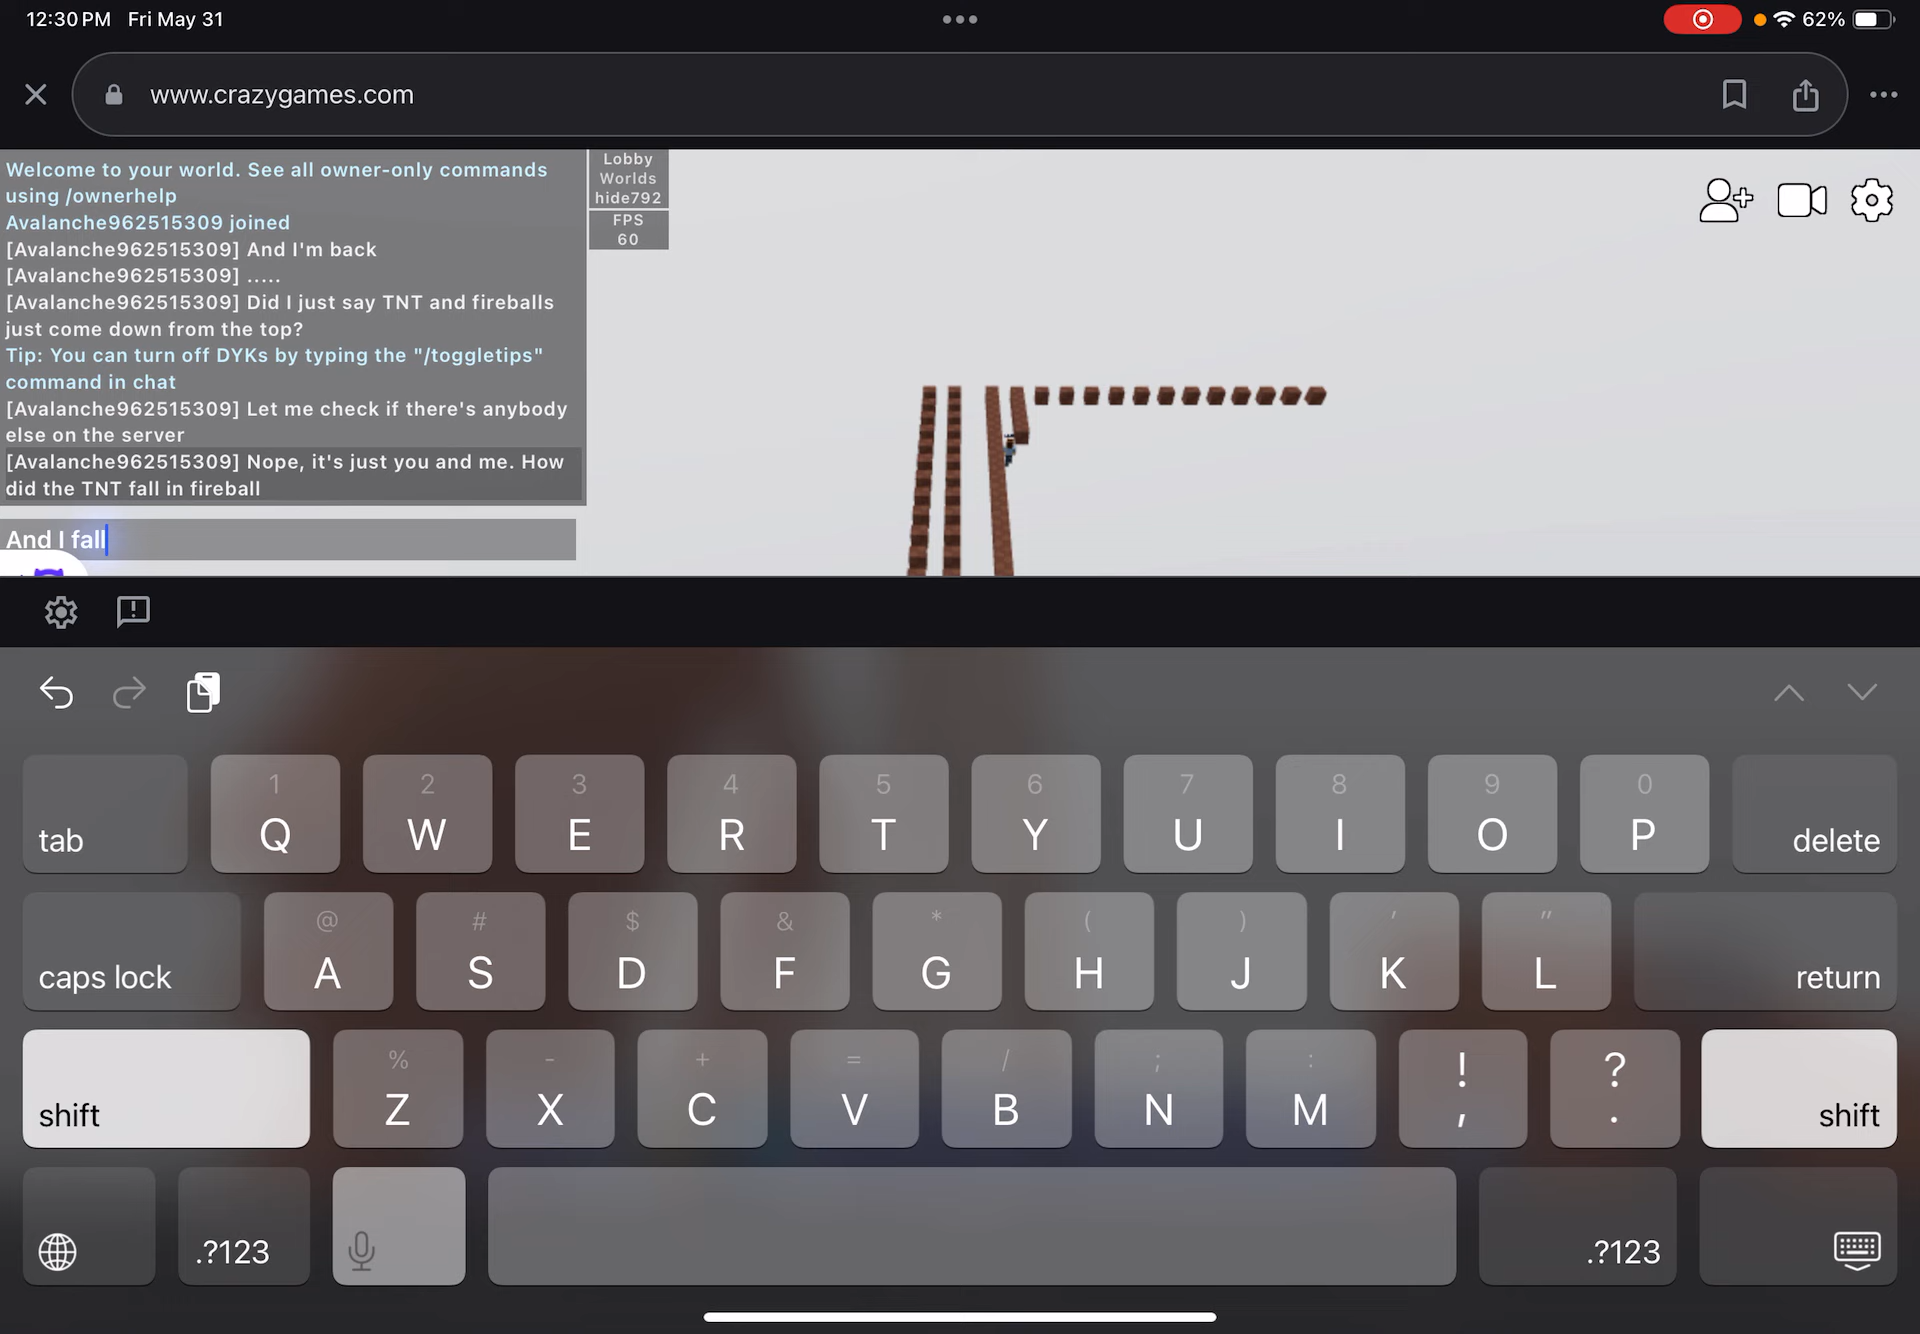 12:30 PM Fri May 31
62%
www.crazygames.com
Welcome to your world. See all owner-only commands
using /ownerhelp
Avalanche962515309 joined
[Avalanche962515309] And I'm back
[Avalanche962515309] .....
[Avalanche962515309] Did I just say TNT and fireballs
just come down from the top?
Tip: You can turn off DYKs by typing the "/toggletips"
command in chat
[Avalanche962515309] Let me check if there's anybody
else on the server
[Avalanche962515309] Nope, it's just you and me. How
did the TNT fall in fireball
And I fall
Lobby
Worlds
hide792
FPS
60
1 2 3 4 5 6 7 8 9 0
tab Q W E R T Y U I O P delete
@ # $ & * ( ) ' "
caps lock A S D F G H J K L return
% - + = / ; : ! ?
shift Z X C V B N M , . shift
.?123 .?123